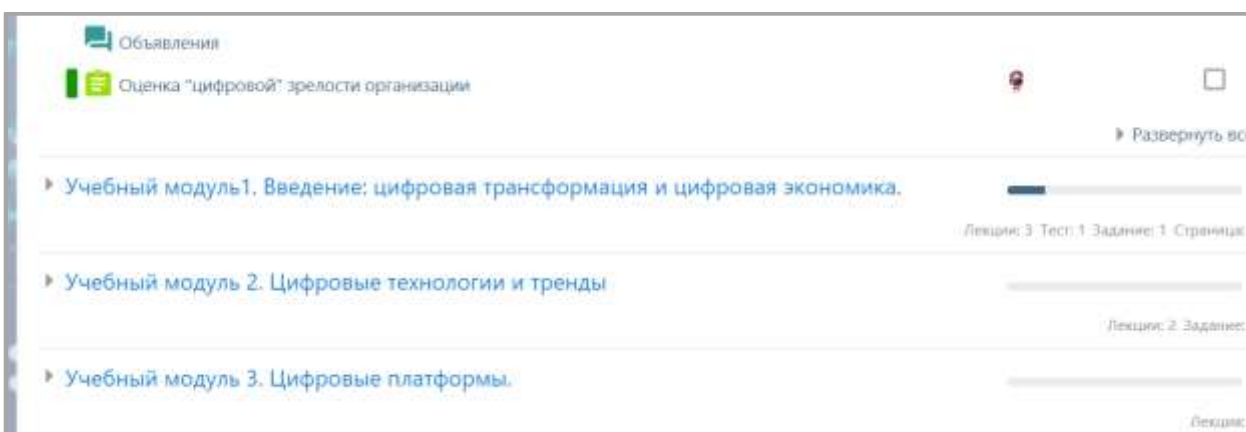 Объявления
Оценка "цифровой" зрелости организации
Развернуть вс
Учебный модуль1. Введение: цифровая трансформация и цифровая экономика.
Лекции: 3 Тест: 1 Задание: 1 Страница:
Учебный модуль 2. Цифровые технологии и тренды
Лекции: 2 Задание:
Учебный модуль 3. Цифровые платформы.
Лекции: